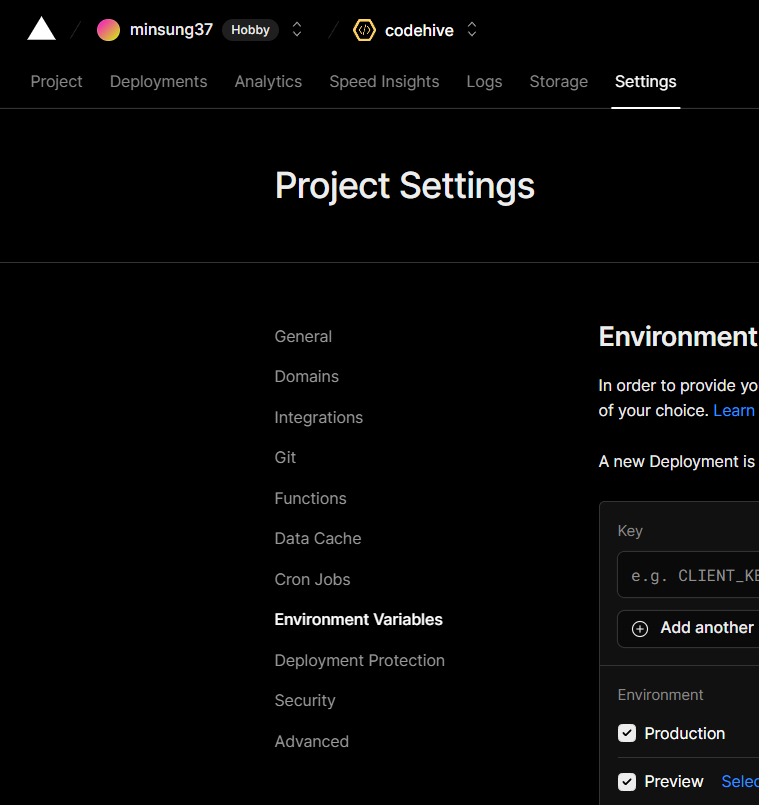 minsung37 Hobby codehive
Project Deployments Analytics Speed Insights Logs Storage Settings
Project Settings
General
Domains
Integrations
Git
Functions
Data Cache
Cron Jobs
Environment Variables
Deployment Protection
Security
Advanced
Environment
In order to provide yo
of your choice. Learn
A new Deployment is
Key
e.g. CLIENT_KE
Add another
Environment
Production
Preview Selec